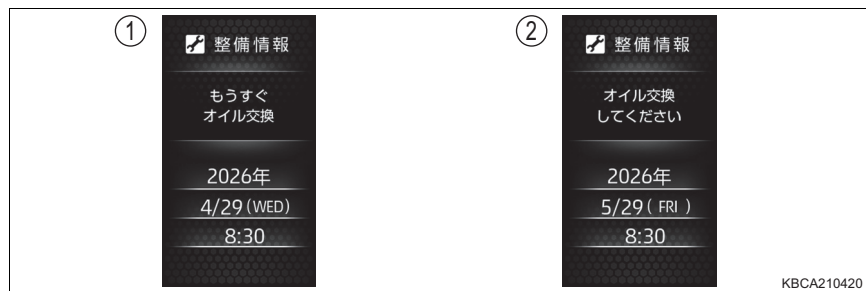 ①
整備情報
もうすぐ
オイル交換
2026年
4/29(WED)
8:30
②
整備情報
オイル交換
してください
2026年
5/29( FRI )
8:30
KBCA210420